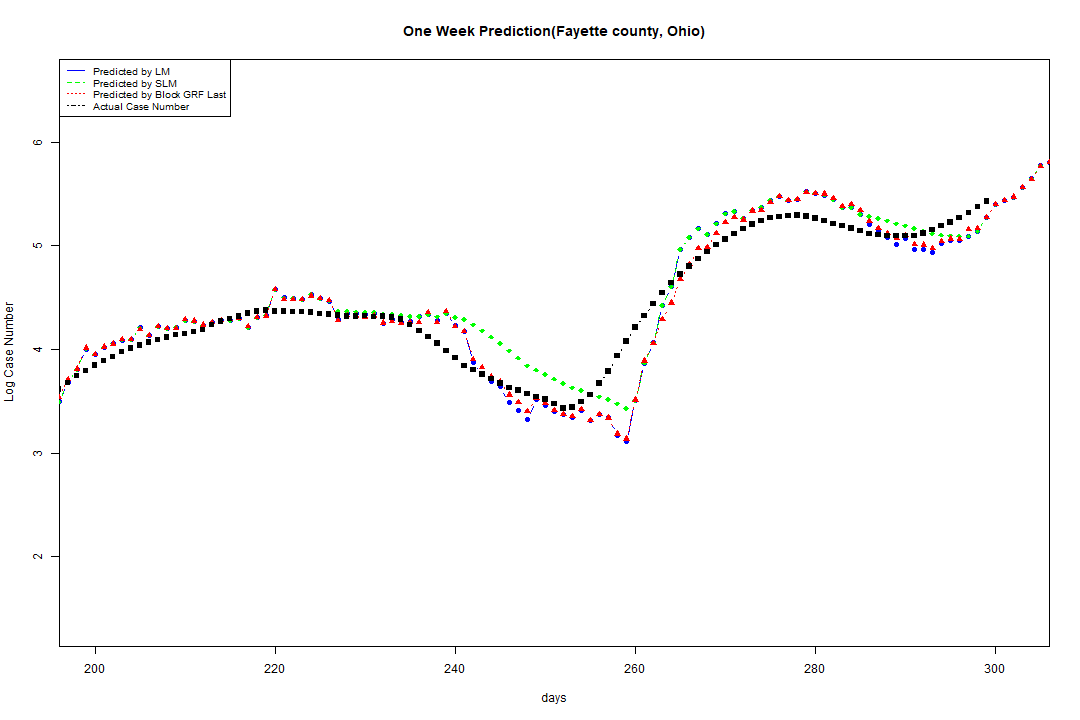 One Week Prediction(Fayette county, Ohio)
Predicted by LM
Predicted by SLM
Predicted by Block GRF Last
Actual Case Number
6
5
4
3
2
Log Case Number
200 220 240 260 280 300
days